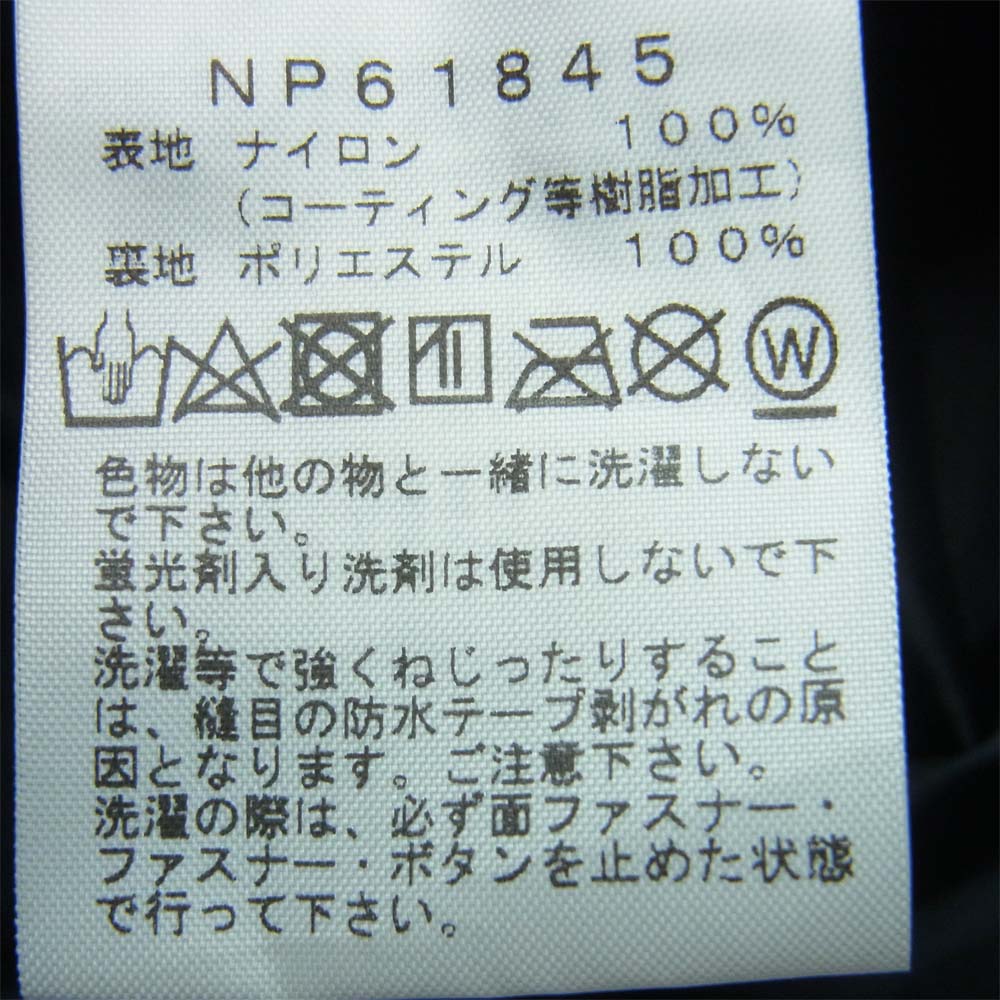 NP61845
表地 ナイロン 100%
(コーティング等樹脂加工)
裏地 ポリエステル 100%
W
色物は他の物と一緒に洗濯しない
で下さい。
蛍光剤入り洗剤は使用しないで下
さい。
洗濯等で強くねじったりすること
は、縫目の防水テープ剥がれの原
因となります。ご注意下さい。
洗濯の際は、必ず面ファスナー・
ファスナー・ボタンを止めた状態
で行って下さい。